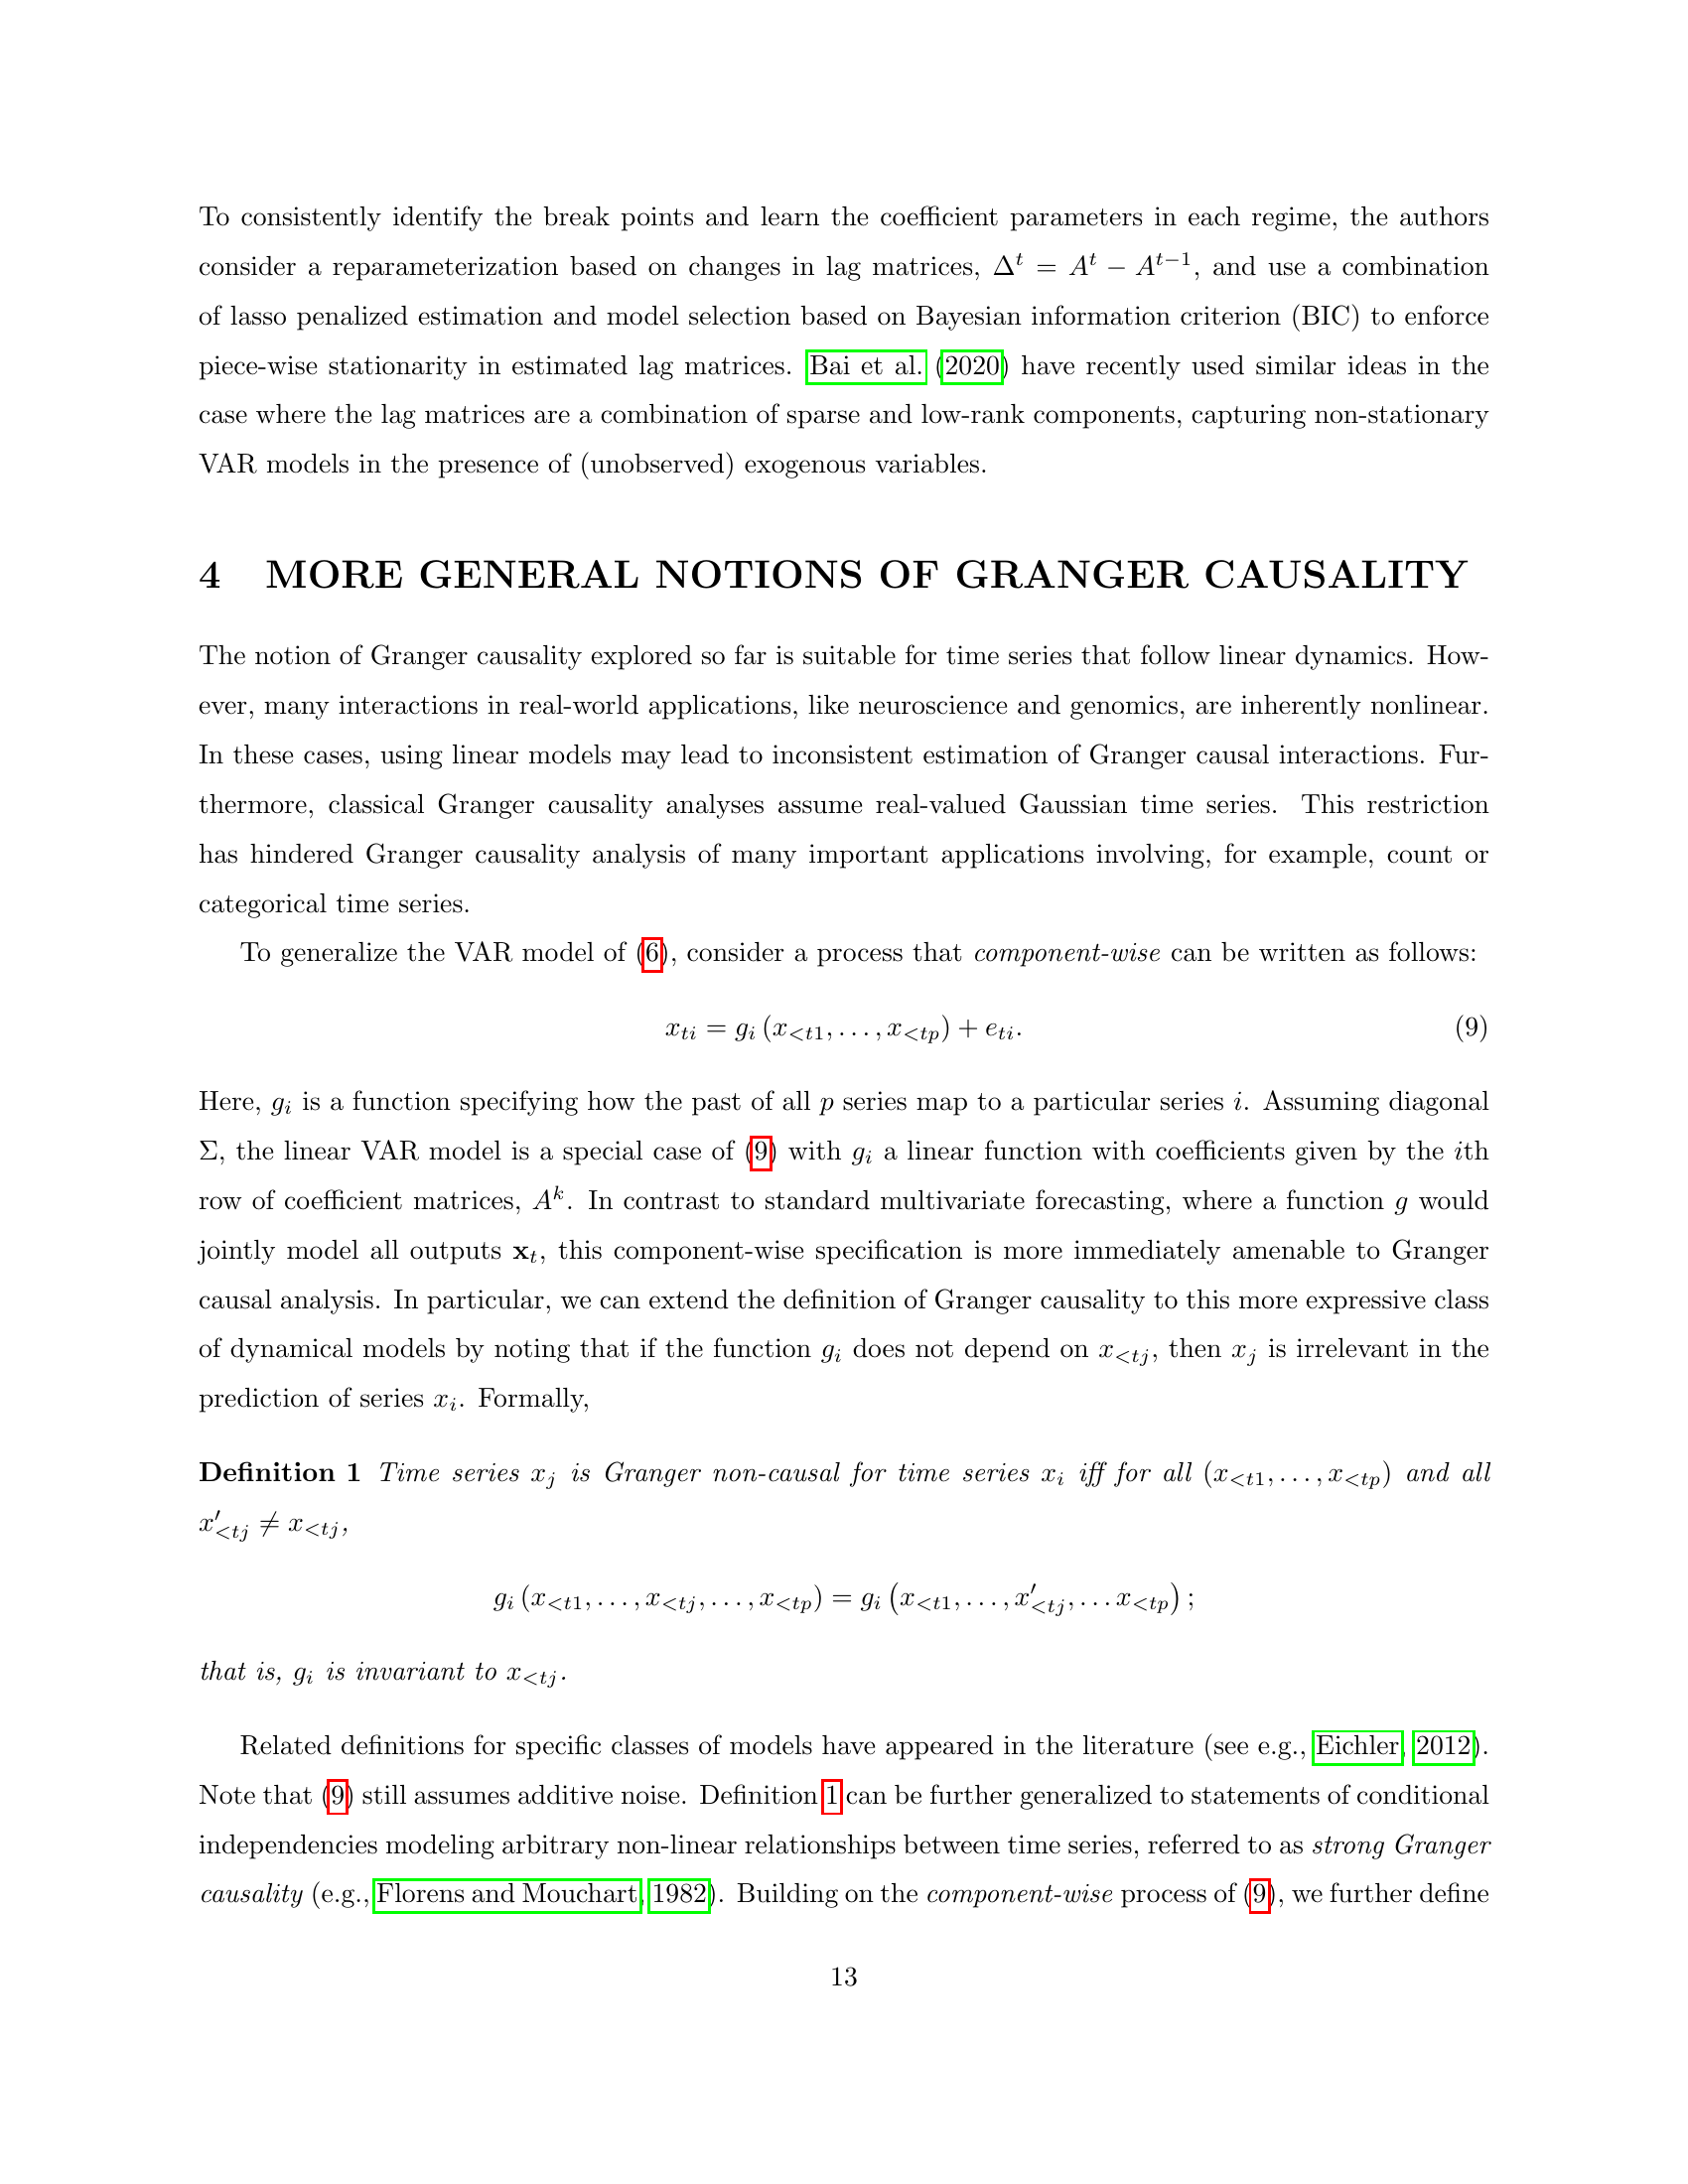 To consistently identify the break points and learn the coefficient parameters in each regime, the authors
consider a reparameterization based on changes in lag matrices, Δ^t = A^t − A^{t−1}, and use a combination
of lasso penalized estimation and model selection based on Bayesian information criterion (BIC) to enforce
piece-wise stationarity in estimated lag matrices. Bai et al. (2020) have recently used similar ideas in the
case where the lag matrices are a combination of sparse and low-rank components, capturing non-stationary
VAR models in the presence of (unobserved) exogenous variables.
4 MORE GENERAL NOTIONS OF GRANGER CAUSALITY
The notion of Granger causality explored so far is suitable for time series that follow linear dynamics. How-
ever, many interactions in real-world applications, like neuroscience and genomics, are inherently nonlinear.
In these cases, using linear models may lead to inconsistent estimation of Granger causal interactions. Fur-
thermore, classical Granger causality analyses assume real-valued Gaussian time series. This restriction
has hindered Granger causality analysis of many important applications involving, for example, count or
categorical time series.
To generalize the VAR model of (6), consider a process that component-wise can be written as follows:
x_{ti} = g_i (x_{<t1}, . . . , x_{<tp}) + e_{ti}. (9)
Here, g_i is a function specifying how the past of all p series map to a particular series i. Assuming diagonal
Σ, the linear VAR model is a special case of (9) with g_i a linear function with coefficients given by the ith
row of coefficient matrices, A^k. In contrast to standard multivariate forecasting, where a function g would
jointly model all outputs x_t, this component-wise specification is more immediately amenable to Granger
causal analysis. In particular, we can extend the definition of Granger causality to this more expressive class
of dynamical models by noting that if the function g_i does not depend on x_{<tj}, then x_j is irrelevant in the
prediction of series x_i. Formally,
Definition 1 Time series x_j is Granger non-causal for time series x_i iff for all (x_{<t1}, . . . , x_{<tp}) and all
x′_{<tj} ≠ x_{<tj},
g_i (x_{<t1}, . . . , x_{<tj}, . . . , x_{<tp}) = g_i (x_{<t1}, . . . , x′_{<tj}, . . . x_{<tp}) ;
that is, g_i is invariant to x_{<tj}.
Related definitions for specific classes of models have appeared in the literature (see e.g., Eichler, 2012).
Note that (9) still assumes additive noise. Definition 1 can be further generalized to statements of conditional
independencies modeling arbitrary non-linear relationships between time series, referred to as strong Granger
causality (e.g., Florens and Mouchart, 1982). Building on the component-wise process of (9), we further define
13